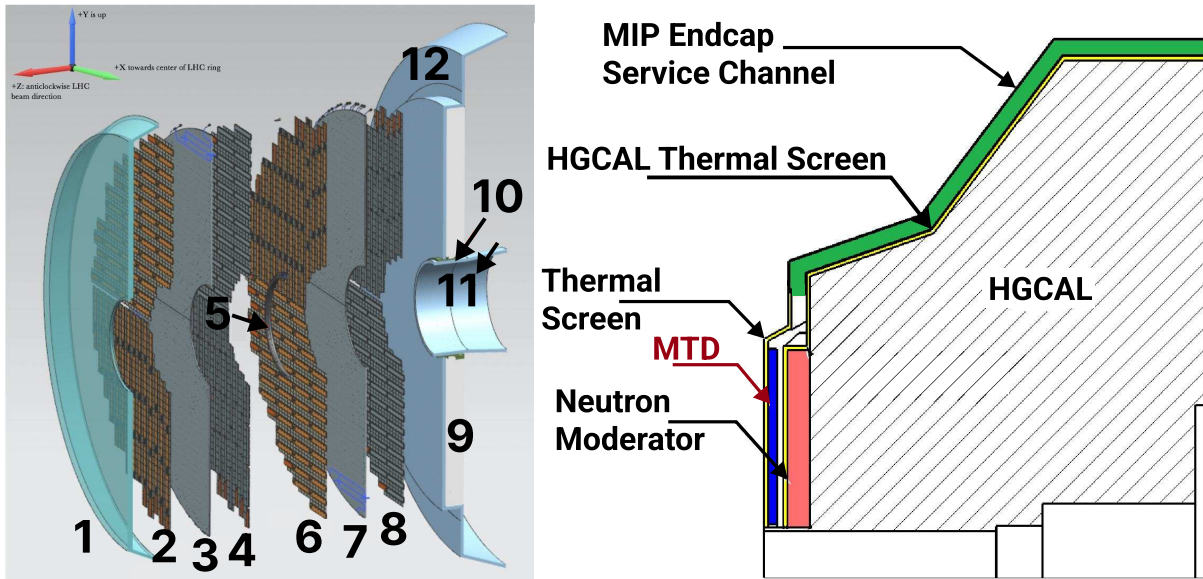 +Y is up
+X towards center of LHC ring
+Z: anticlockwise LHC
beam direction
12
10
11
5
9
1
2
3
4
6
7
8
MIP Endcap
Service Channel
HGCAL Thermal Screen
HGCAL
Thermal
Screen
MTD
Neutron
Moderator